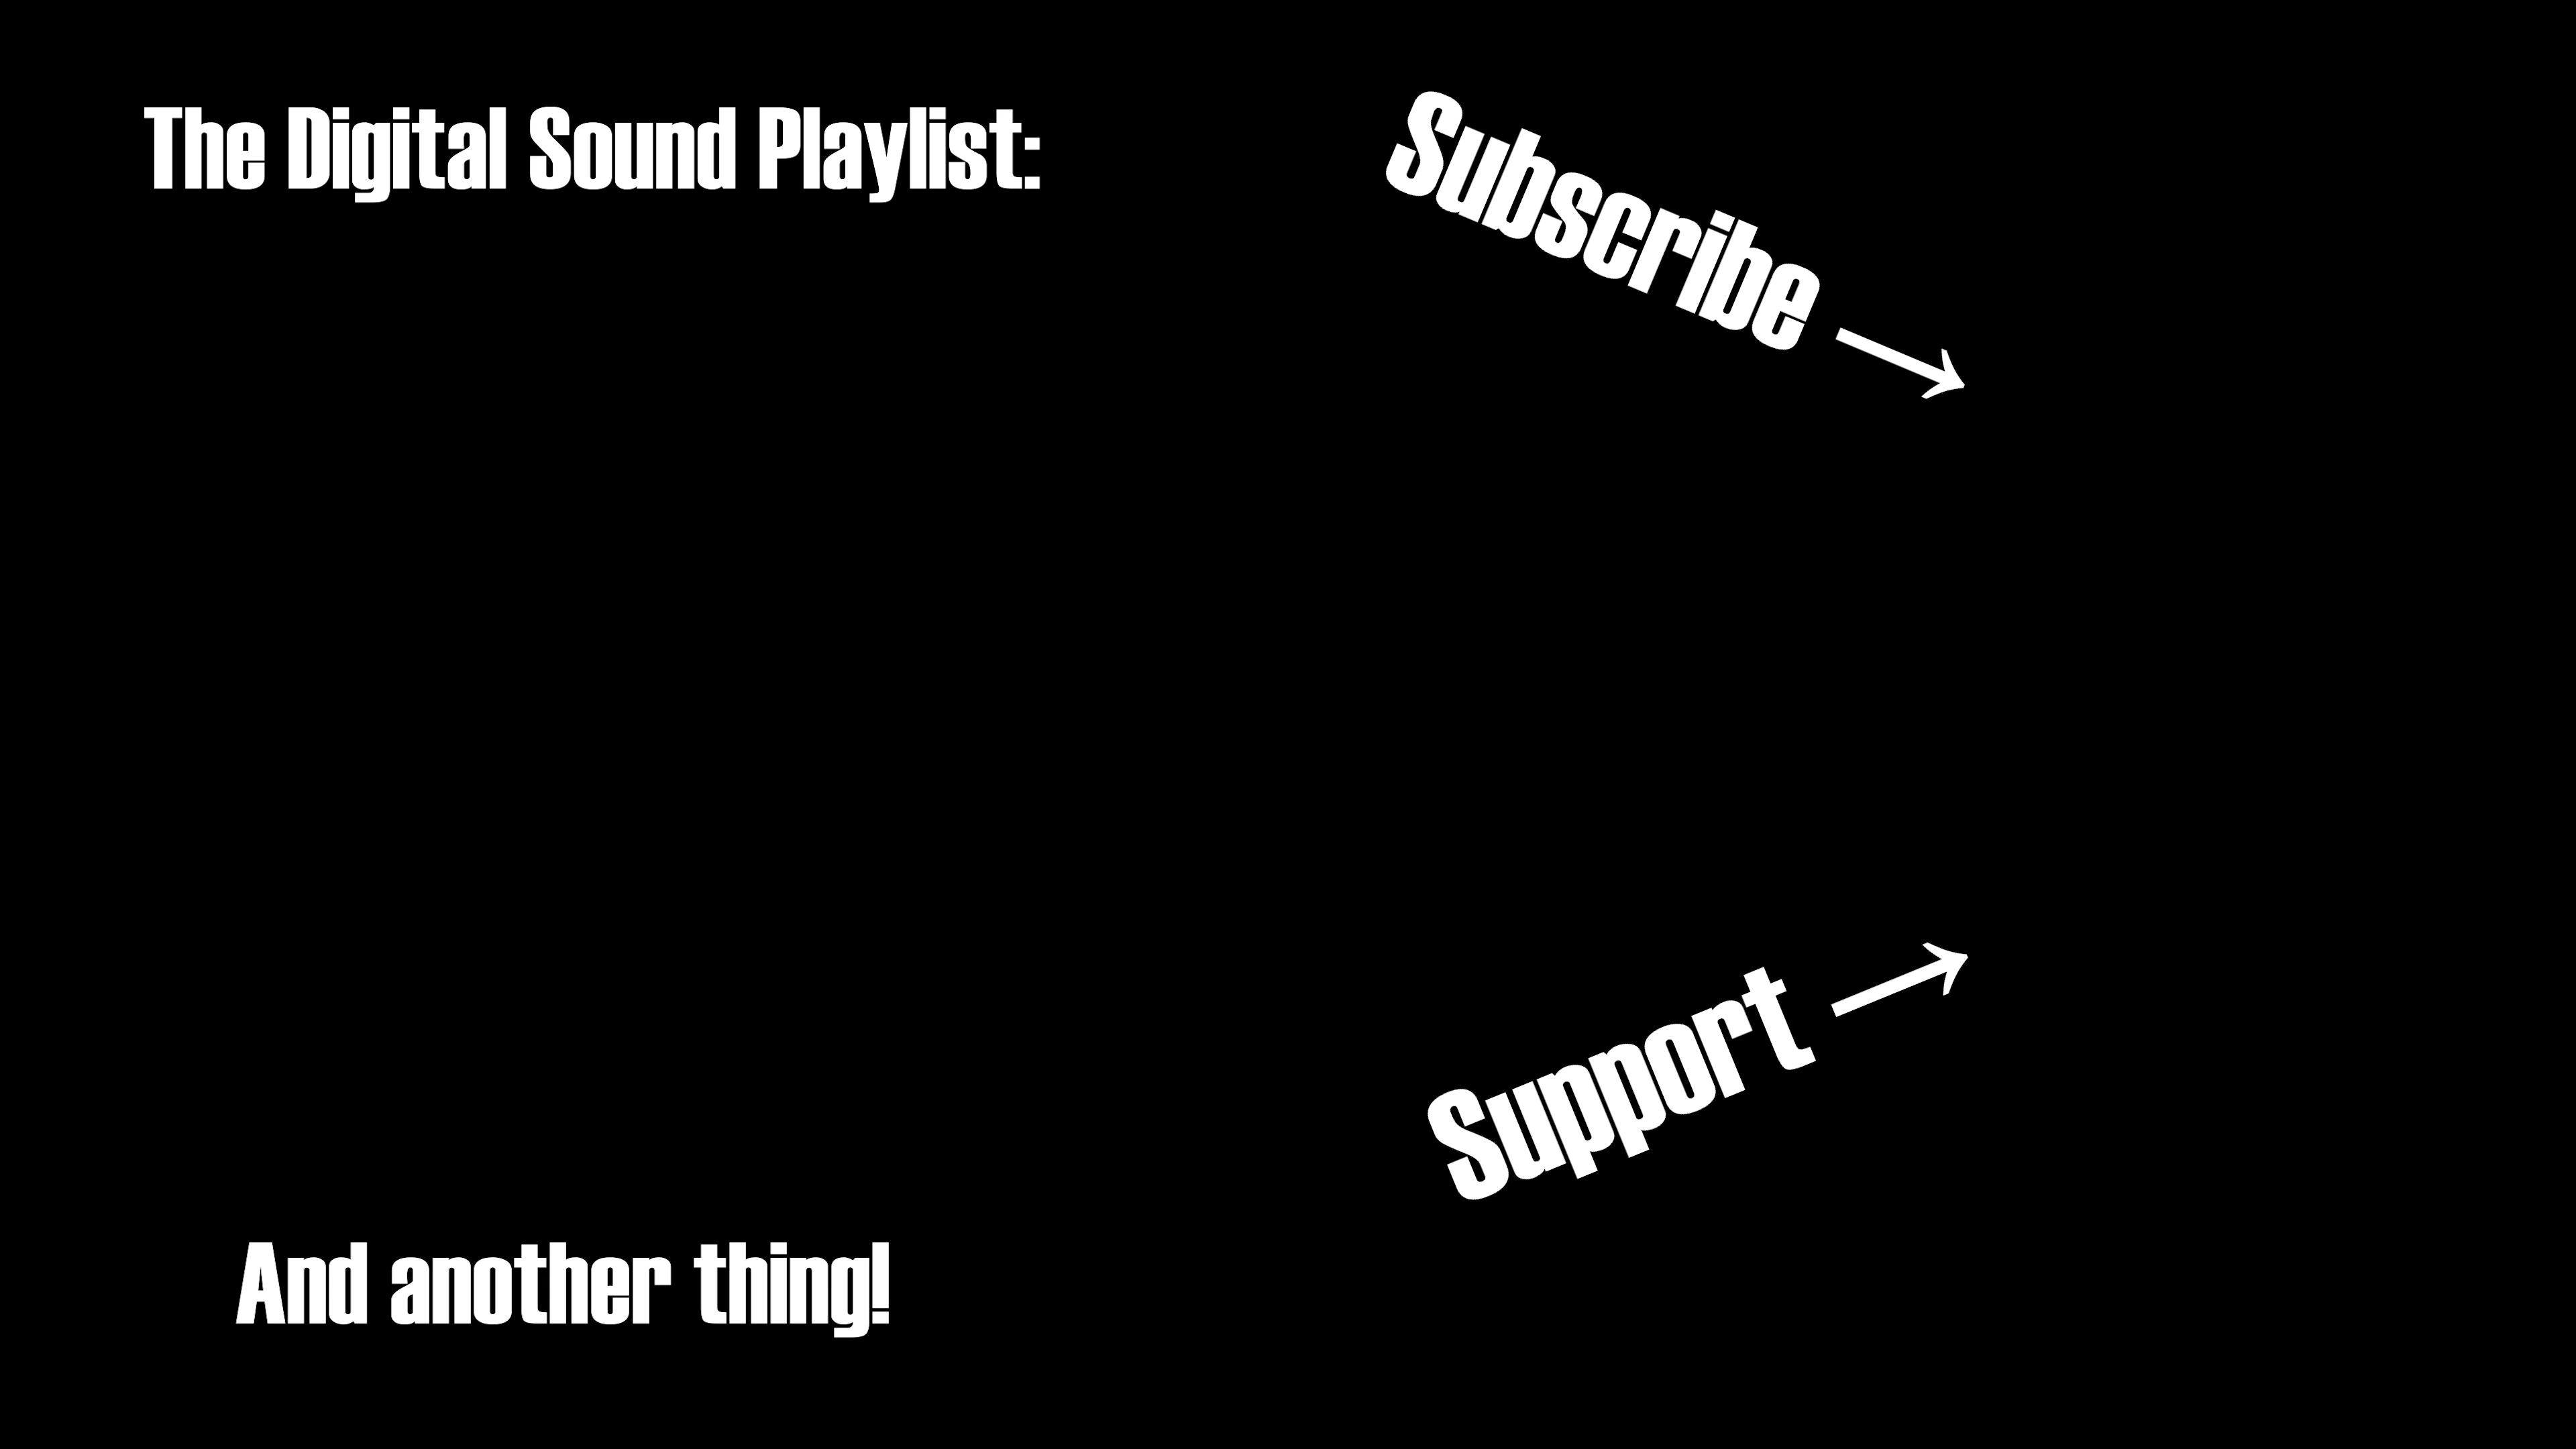 The Digital Sound Playlist:
Subscribe →
Support →
And another thing!